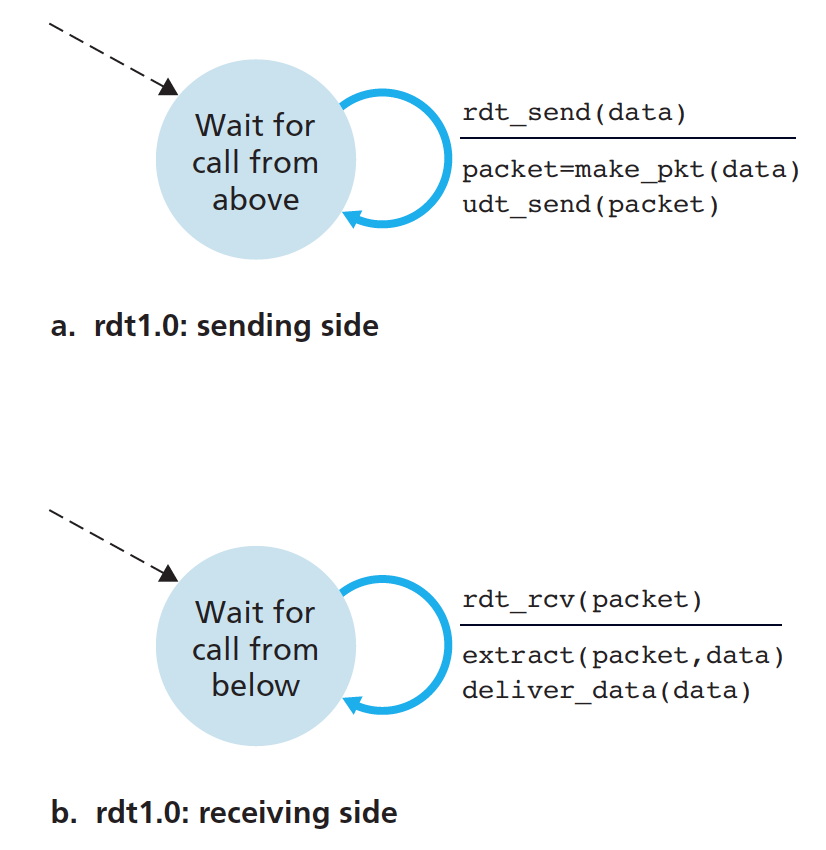 Wait for
call from
above
rdt_send(data)
packet=make_pkt(data)
udt_send(packet)
a. rdt1.0: sending side
Wait for
call from
below
rdt_rcv(packet)
extract(packet,data)
deliver_data(data)
b. rdt1.0: receiving side